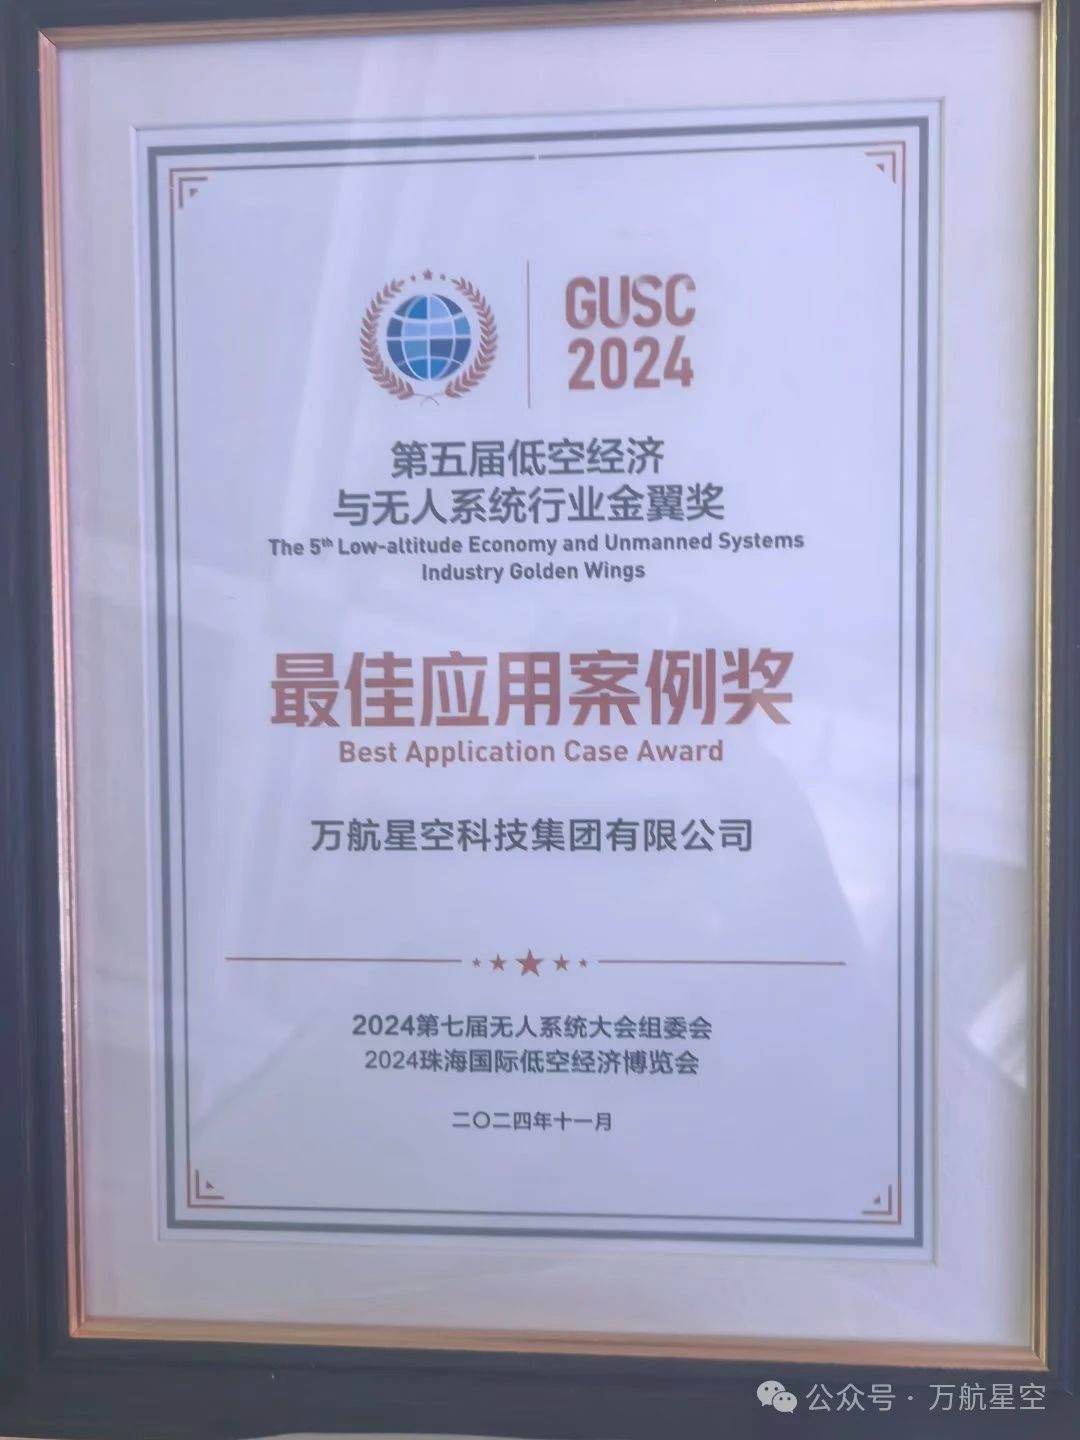 GUSC
2024
第五届低空经济
与无人系统行业金翼奖
The 5th Low-altitude Economy and Unmanned Systems
Industry Golden Wings
最佳应用案例奖
Best Application Case Award
万航星空科技集团有限公司
2024第七届无人系统大会组委会
2024珠海国际低空经济博览会
二〇二四年十一月
公众号 · 万航星空